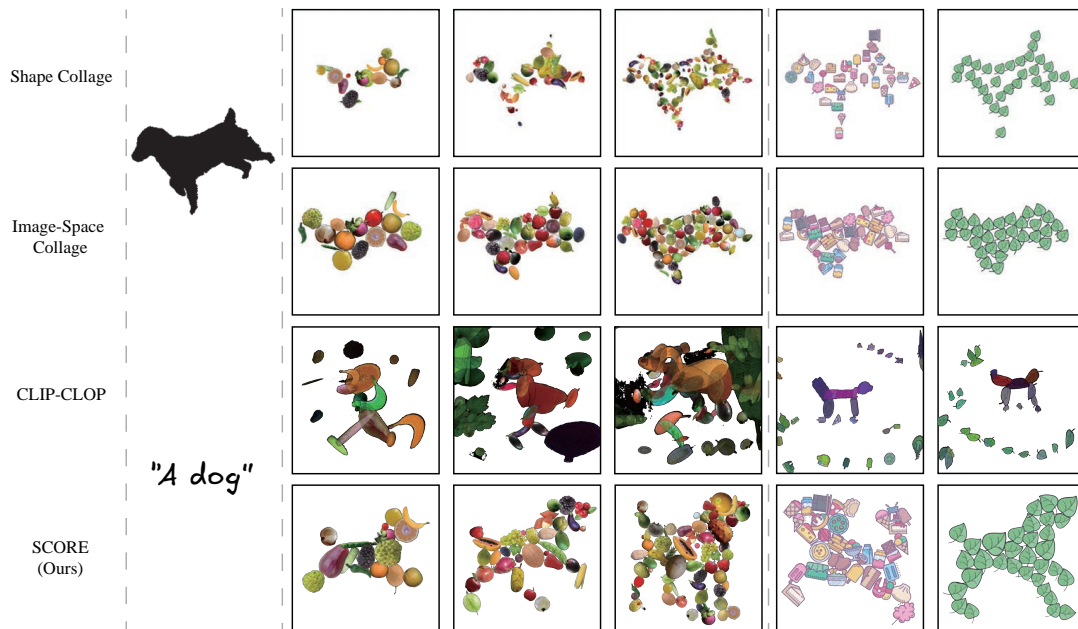 Shape Collage
Image-Space
Collage
CLIP-CLOP
"A dog"
SCORE
(Ours)